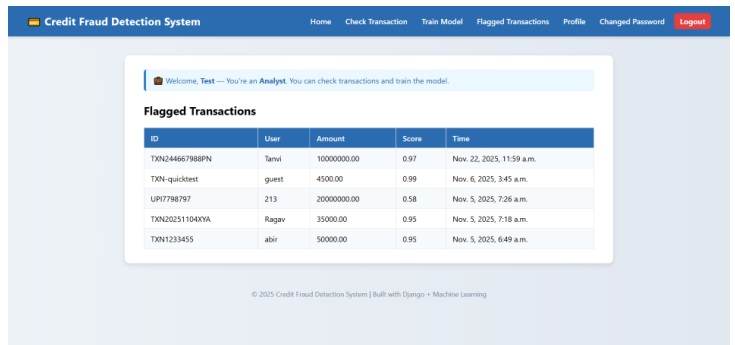 💳 Credit Fraud Detection System Home Check Transaction Train Model Flagged Transactions Profile Changed Password Logout
💼 Welcome, Test — You're an Analyst. You can check transactions and train the model.
Flagged Transactions
ID User Amount Score Time
TXN244667988PN Tanvi 10000000.00 0.97 Nov. 22, 2025, 11:59 a.m.
TXN-quicktest guest 4500.00 0.99 Nov. 6, 2025, 3:45 a.m.
UPI7798797 213 20000000.00 0.58 Nov. 5, 2025, 7:26 a.m.
TXN20251104XYA Ragav 35000.00 0.95 Nov. 5, 2025, 7:18 a.m.
TXN1233455 abir 50000.00 0.95 Nov. 5, 2025, 6:49 a.m.
© 2025 Credit Fraud Detection System | Built with Django + Machine Learning